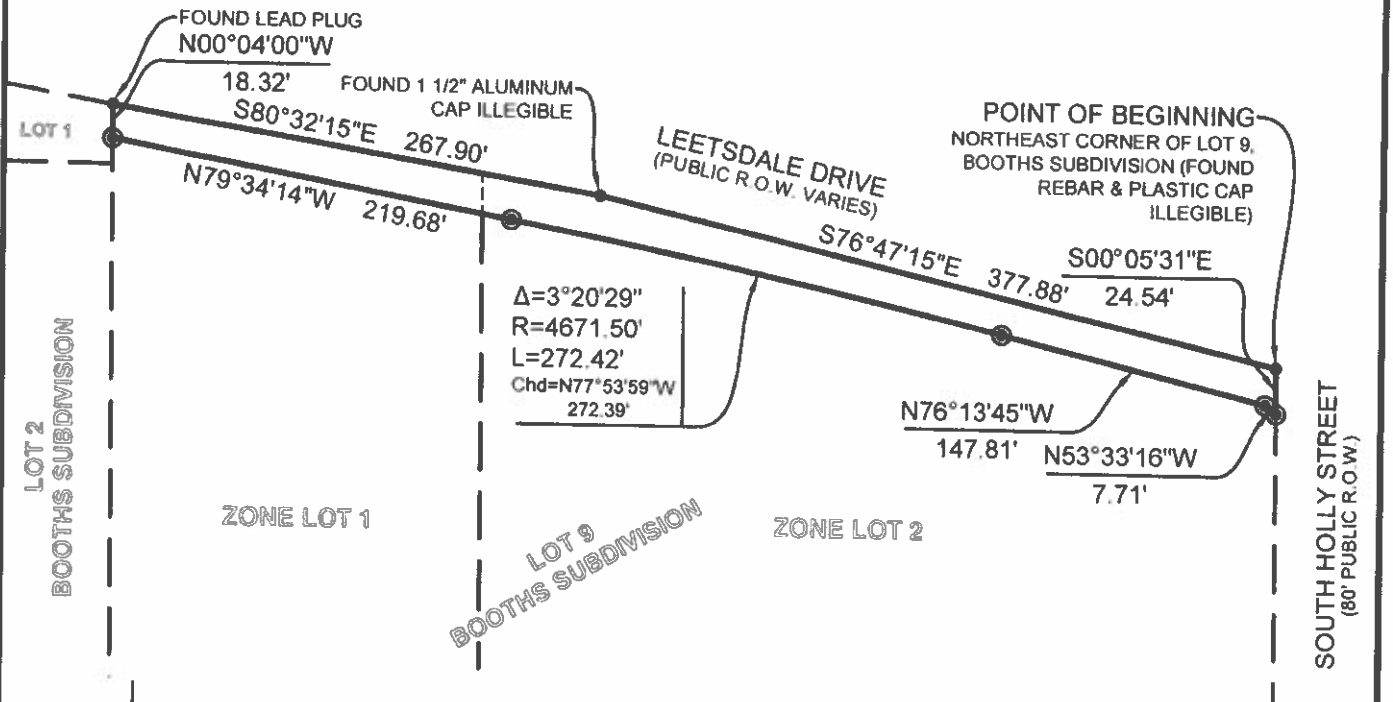 FOUND LEAD PLUG
N00°04'00"W
18.32'
FOUND 1 1/2" ALUMINUM
CAP ILLEGIBLE
LOT 1
S80°32'15"E 267.90'
N79°34'14"W 219.68'
LEETSDALE DRIVE
(PUBLIC R.O.W. VARIES)
POINT OF BEGINNING
NORTHEAST CORNER OF LOT 9,
BOOTHS SUBDIVISION (FOUND
REBAR & PLASTIC CAP
ILLEGIBLE)
S76°47'15"E 377.88'
S00°05'31"E
24.54'
Δ=3°20'29"
R=4671.50'
L=272.42'
Chd=N77°53'59"W
272.39'
N76°13'45"W
147.81'
N53°33'16"W
7.71'
LOT 2
BOOTHS SUBDIVISION
ZONE LOT 1
LOT 9
BOOTHS SUBDIVISION
ZONE LOT 2
SOUTH HOLLY STREET
(80' PUBLIC R.O.W.)